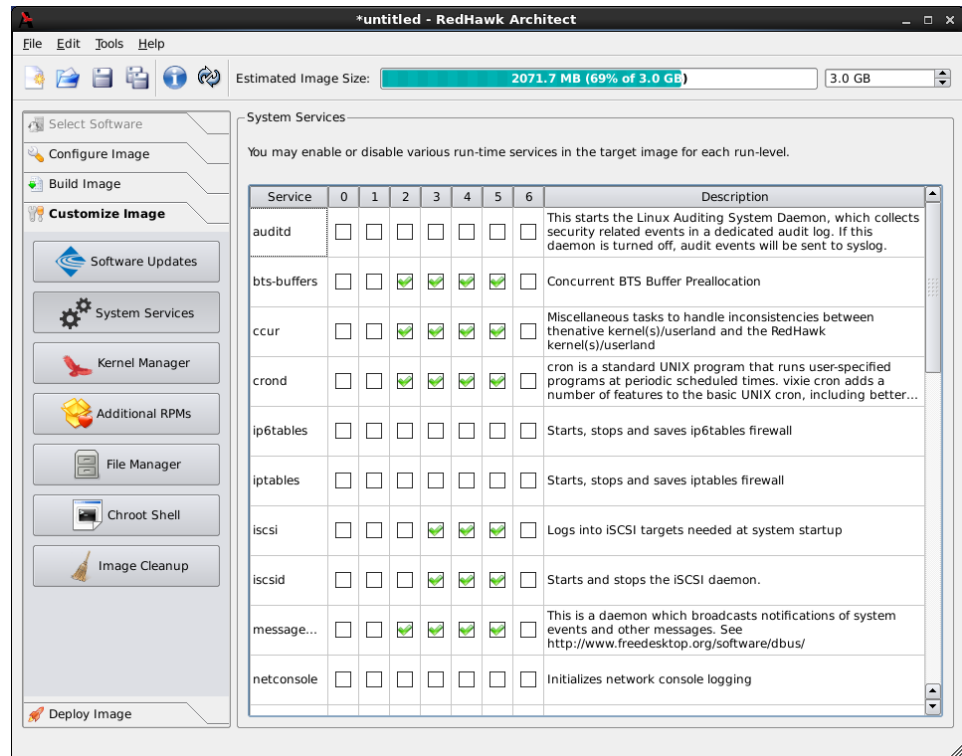 *untitled - RedHawk Architect
File Edit Tools Help
Estimated Image Size: 2071.7 MB (69% of 3.0 GB) 3.0 GB
Select Software
Configure Image
Build Image
Customize Image
Software Updates
System Services
Kernel Manager
Additional RPMs
File Manager
Chroot Shell
Image Cleanup
Deploy Image
System Services
You may enable or disable various run-time services in the target image for each run-level.
Service 0 1 2 3 4 5 6 Description
auditd
This starts the Linux Auditing System Daemon, which collects
security related events in a dedicated audit log. If this
daemon is turned off, audit events will be sent to syslog.
bts-buffers Concurrent BTS Buffer Preallocation
ccur
Miscellaneous tasks to handle inconsistencies between
thenative kernel(s)/userland and the RedHawk
kernel(s)/userland
crond
cron is a standard UNIX program that runs user-specified
programs at periodic scheduled times. vixie cron adds a
number of features to the basic UNIX cron, including better...
ip6tables Starts, stops and saves ip6tables firewall
iptables Starts, stops and saves iptables firewall
iscsi Logs into iSCSI targets needed at system startup
iscsid Starts and stops the iSCSI daemon.
message...
This is a daemon which broadcasts notifications of system
events and other messages. See
http://www.freedesktop.org/software/dbus/
netconsole Initializes network console logging